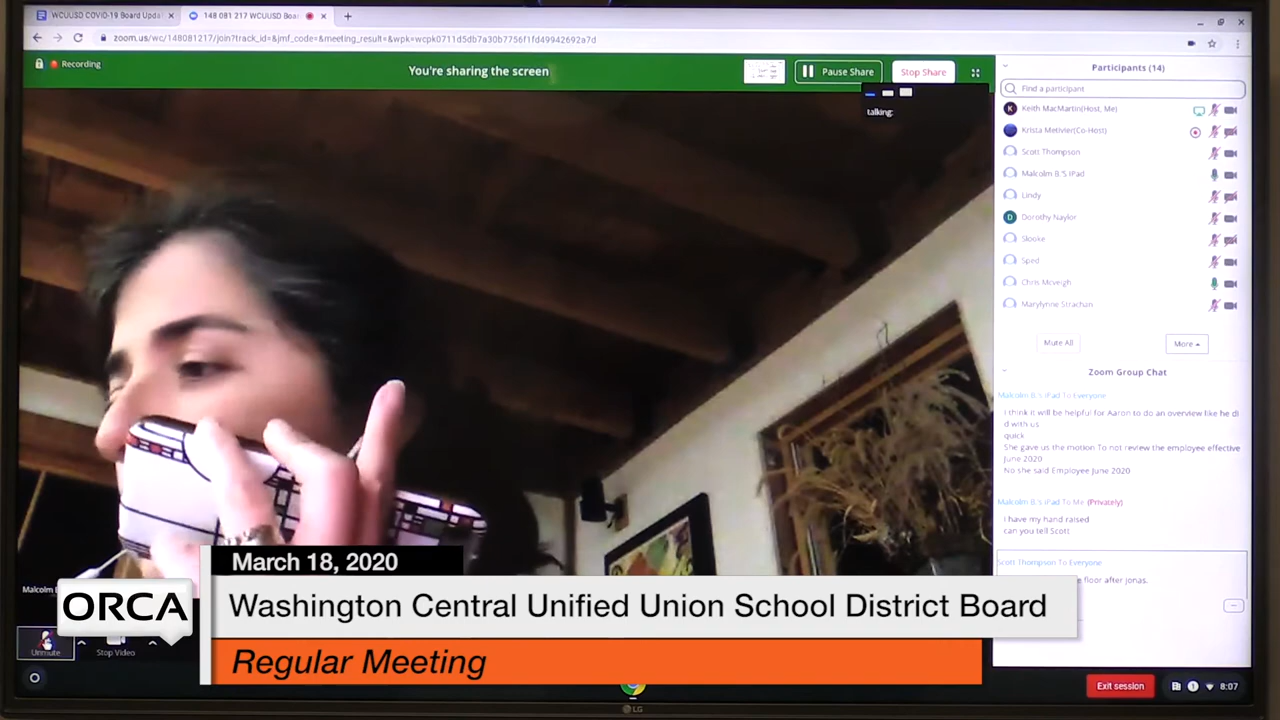 WCUUSD COVID-19 Board Upda
148 081 217 WCUUSD Boa
zoom.us/wc/148081217/join?track_id=&jmf_code=&meeting_result=&wpk=wcpk0711d5db7a30b7756f1fd49942692a7d
Recording
You're sharing the screen
Pause Share
Stop Share
talking:
Participants (14)
Find a participant
K Keith MacMartin(Host, Me)
Krista Metivier(Co-Host)
Scott Thompson
Malcolm B.'S IPad
Lindy
D Dorothy Naylor
Slooke
Sped
Chris Mcveigh
Marylynne Strachan
Mute All
More
Zoom Group Chat
Malcolm B.'s iPad To Everyone
I think it will be helpful for Aaron to do an overview like he di
d with us
quick
She gave us the motion To not review the employee effective
June 2020
No she said Employee June 2020
Malcolm B.'s iPad To Me (Privately)
I have my hand raised
can you tell Scott
Scott Thompson To Everyone
floor after jonas.
Malcolm
Unmute
Stop Video
March 18, 2020
ORCA
Washington Central Unified Union School District Board
Regular Meeting
Exit session
1
8:07
LG